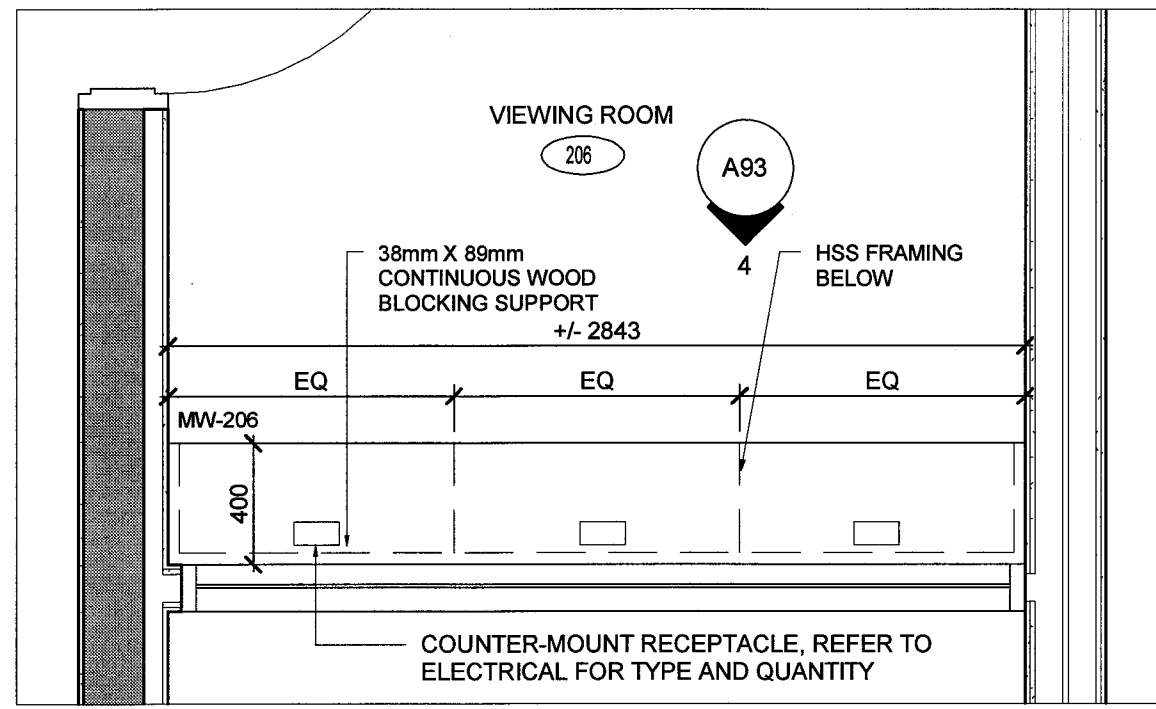 VIEWING ROOM
206
A93
4
38mm X 89mm
CONTINUOUS WOOD
BLOCKING SUPPORT
HSS FRAMING
BELOW
+/- 2843
EQ
EQ
EQ
MW-206
400
COUNTER-MOUNT RECEPTACLE, REFER TO
ELECTRICAL FOR TYPE AND QUANTITY